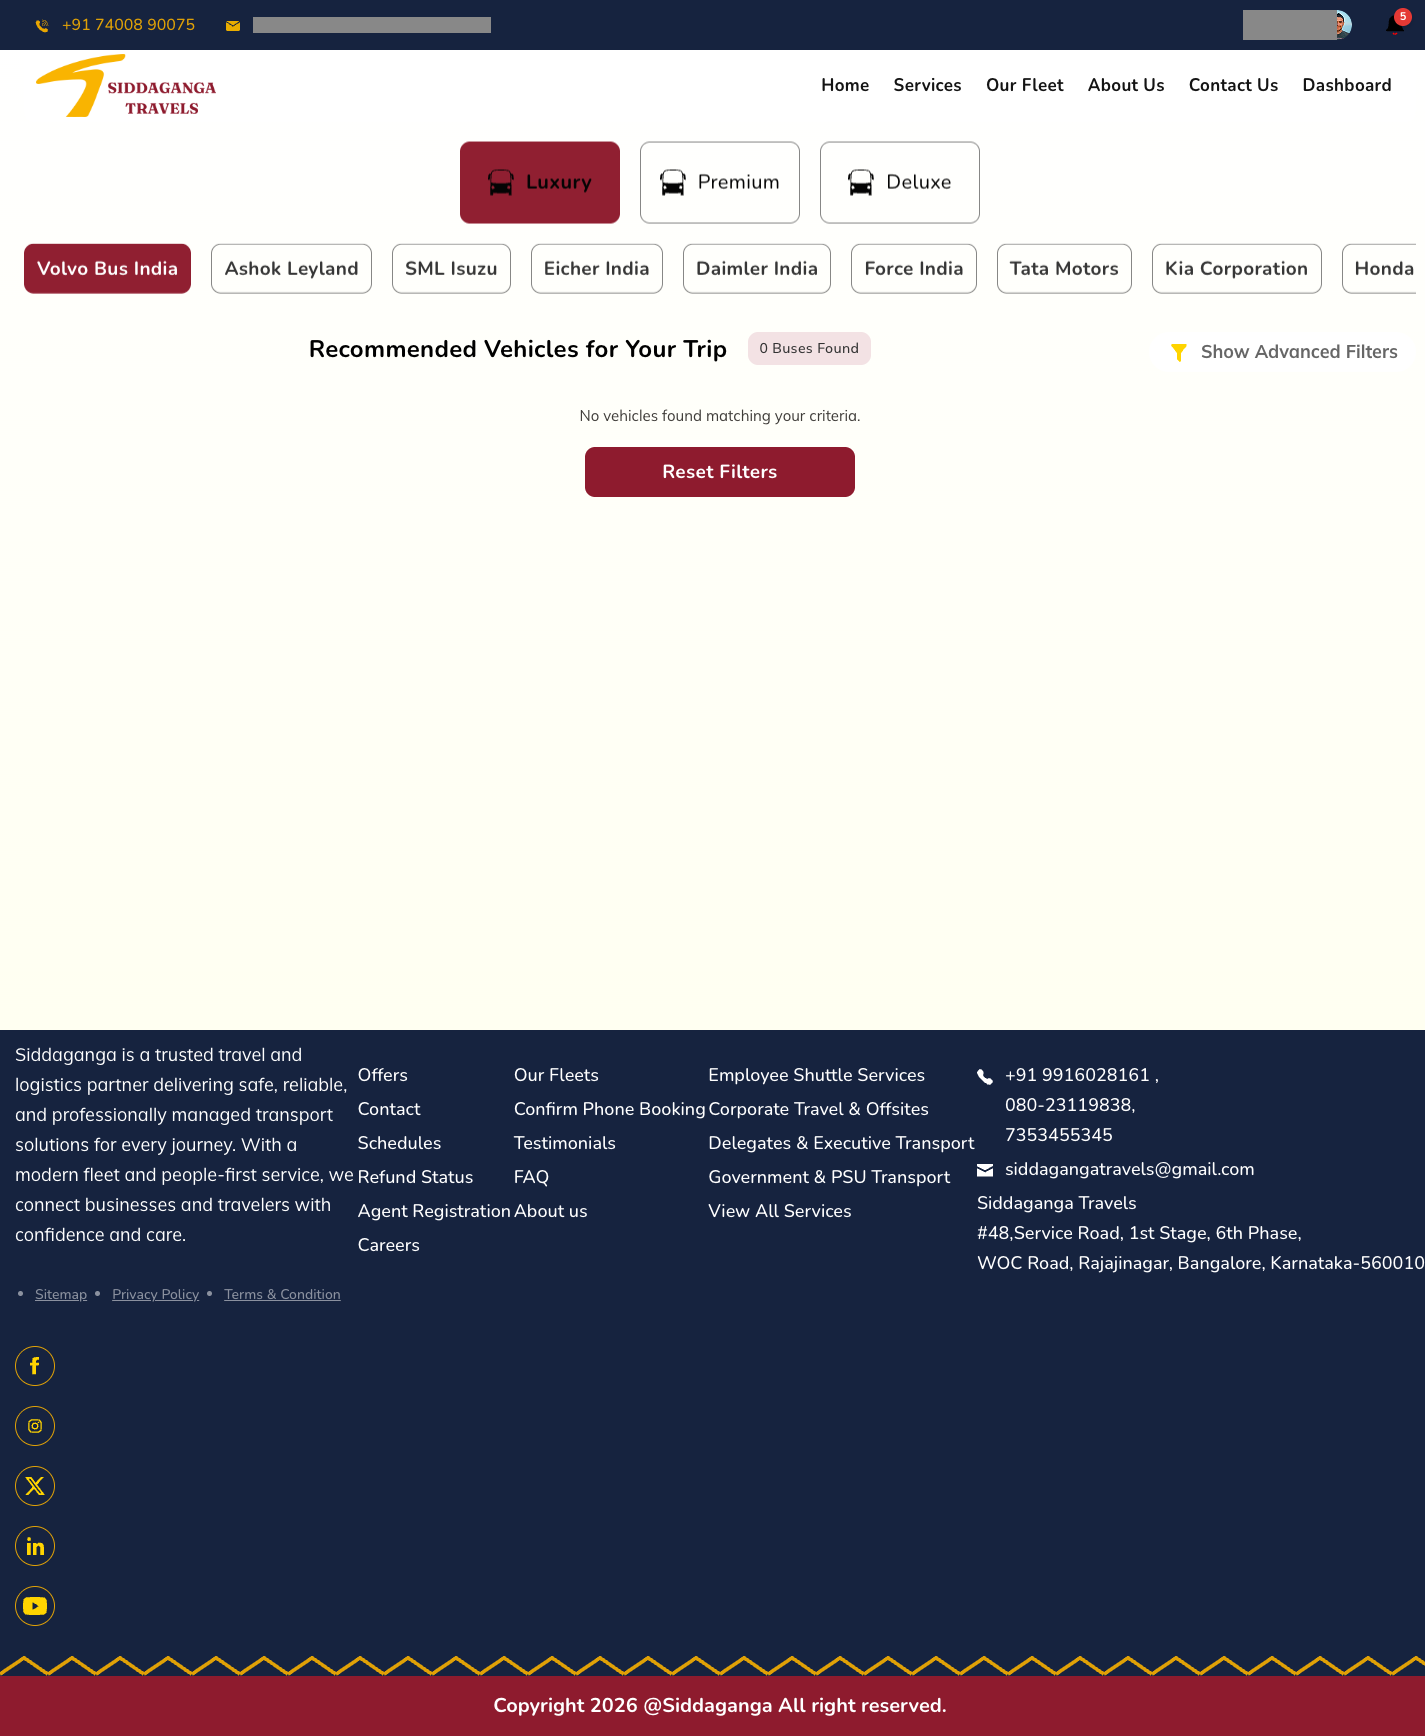 +91 74008 90075
5
SIDDAGANGA
TRAVELS
Home Services Our Fleet About Us Contact Us Dashboard
Luxury Premium Deluxe
Volvo Bus India Ashok Leyland SML Isuzu Eicher India Daimler India Force India Tata Motors Kia Corporation Honda
Recommended Vehicles for Your Trip 0 Buses Found
Show Advanced Filters
No vehicles found matching your criteria.
Reset Filters
Siddaganga is a trusted travel and
logistics partner delivering safe, reliable,
and professionally managed transport
solutions for every journey. With a
modern fleet and people-first service, we
connect businesses and travelers with
confidence and care.
Sitemap Privacy Policy Terms & Condition
Offers
Contact
Schedules
Refund Status
Agent Registration
Careers
Our Fleets
Confirm Phone Booking
Testimonials
FAQ
About us
Employee Shuttle Services
Corporate Travel & Offsites
Delegates & Executive Transport
Government & PSU Transport
View All Services
+91 9916028161 ,
080-23119838,
7353455345
siddagangatravels@gmail.com
Siddaganga Travels
#48,Service Road, 1st Stage, 6th Phase,
WOC Road, Rajajinagar, Bangalore, Karnataka-560010
Copyright 2026 @Siddaganga All right reserved.